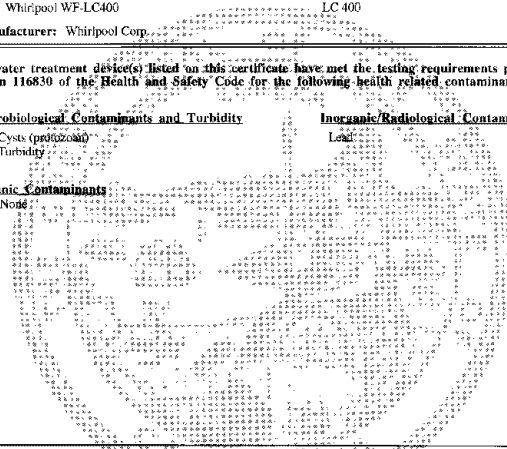 Whirlpool WF-LC400 LC 400
ufacturer: Whirlpool Corp.
vater treatment device(s) listed on this certificate have met the testing requirements p
n 116830 of the Health and Safety Code for the following health related contaminan
robiological Contaminants and Turbidity Inorganic/Radiological Contam
Cysts (protozoan) Lead
Turbidity
anic Contaminants
None